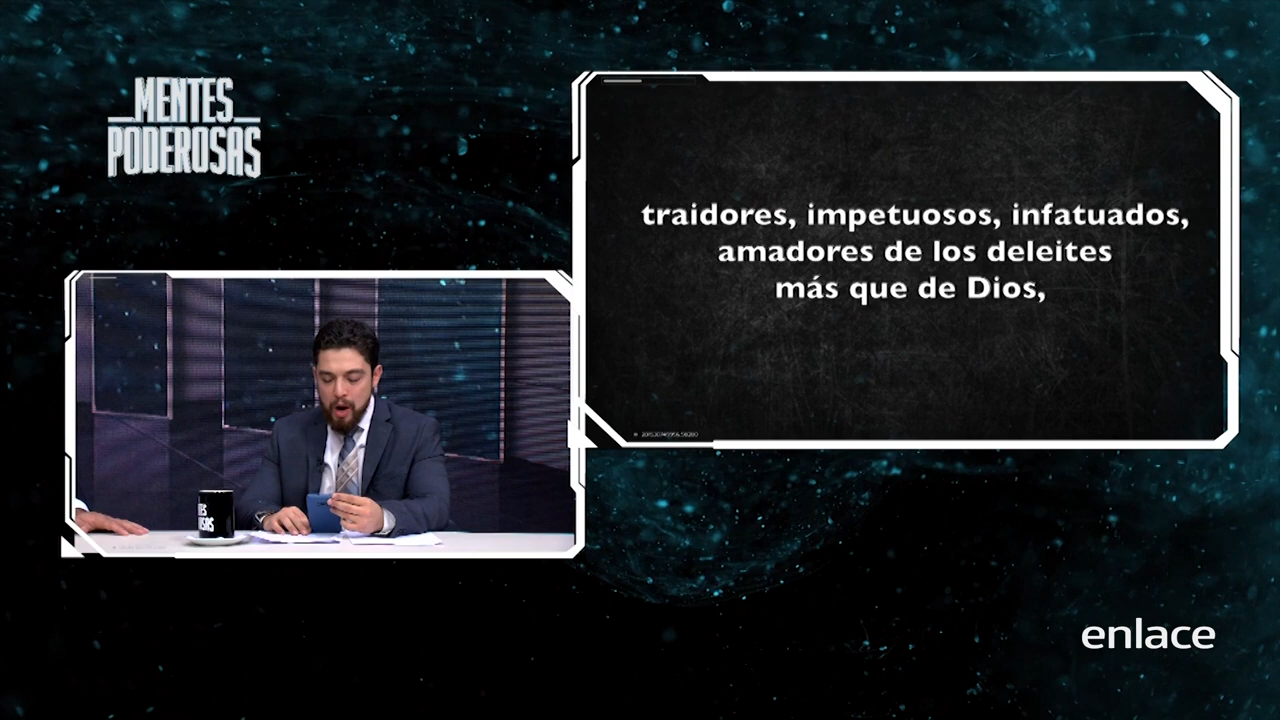 MENTES
PODEROSAS
traidores, impetuosos, infatuados,
amadores de los deleites
más que de Dios,
enlace